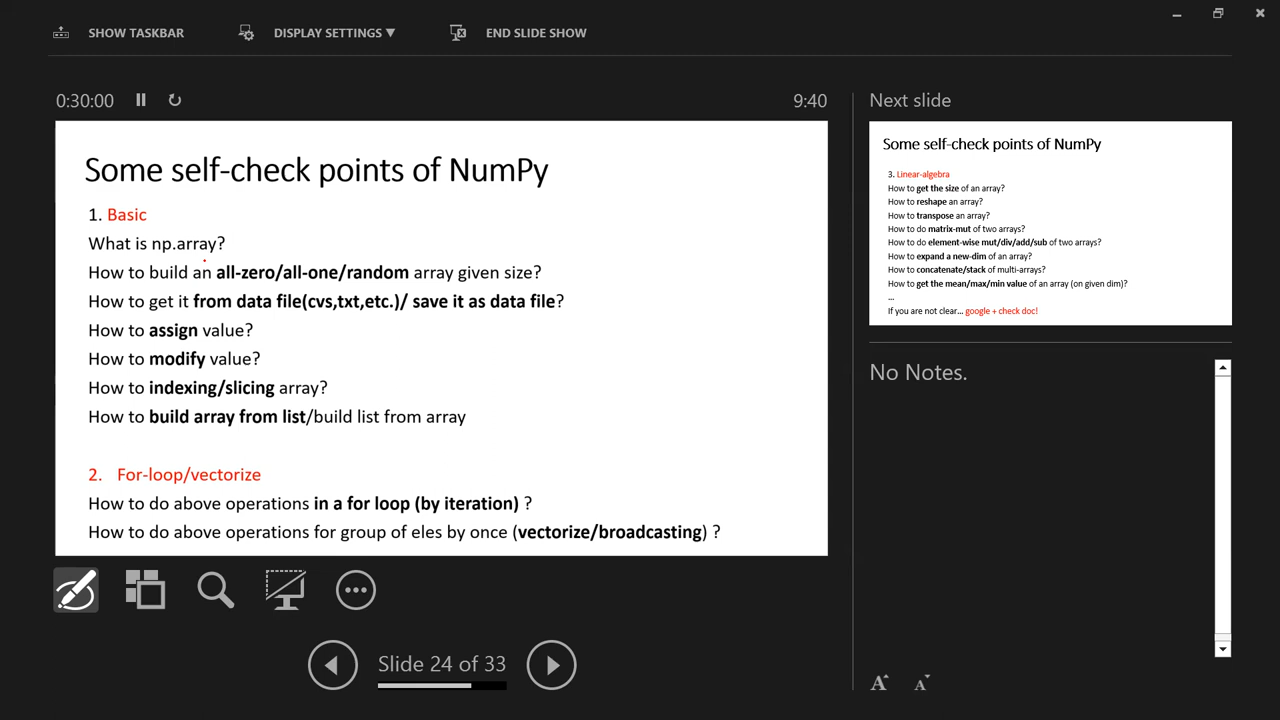 SHOW TASKBAR
DISPLAY SETTINGS ▼
END SLIDE SHOW
0:30:00
9:40
Some self-check points of NumPy
1. Basic
What is np.array?
How to build an all-zero/all-one/random array given size?
How to get it from data file(cvs,txt,etc.)/ save it as data file?
How to assign value?
How to modify value?
How to indexing/slicing array?
How to build array from list/build list from array
2. For-loop/vectorize
How to do above operations in a for loop (by iteration) ?
How to do above operations for group of eles by once (vectorize/broadcasting) ?
Slide 24 of 33
Next slide
Some self-check points of NumPy
3. Linear-algebra
How to get the size of an array?
How to reshape an array?
How to transpose an array?
How to do matrix-mut of two arrays?
How to do element-wise mut/div/add/sub of two arrays?
How to expand a new-dim of an array?
How to concatenate/stack of multi-arrays?
How to get the mean/max/min value of an array (on given dim)?
...
If you are not clear... google + check doc!
No Notes.
A A